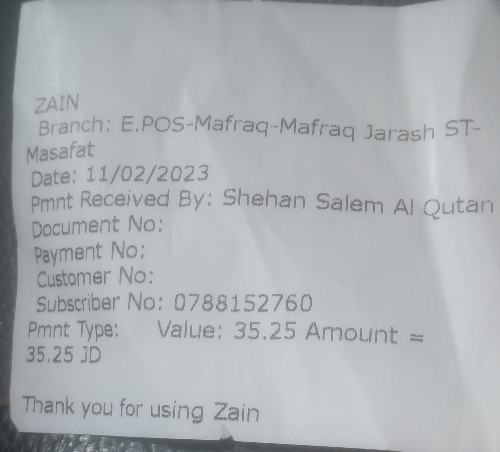 ZAIN
Branch: E.POS-Mafraq-Mafraq Jarash ST-
Masafat
Date: 11/02/2023
Pmnt Received By: Shehan Salem Al Qutan
Document No:
Payment No:
Customer No:
Subscriber No: 0788152760
Pmnt Type: Value: 35.25 Amount =
35.25 JD
Thank you for using Zain